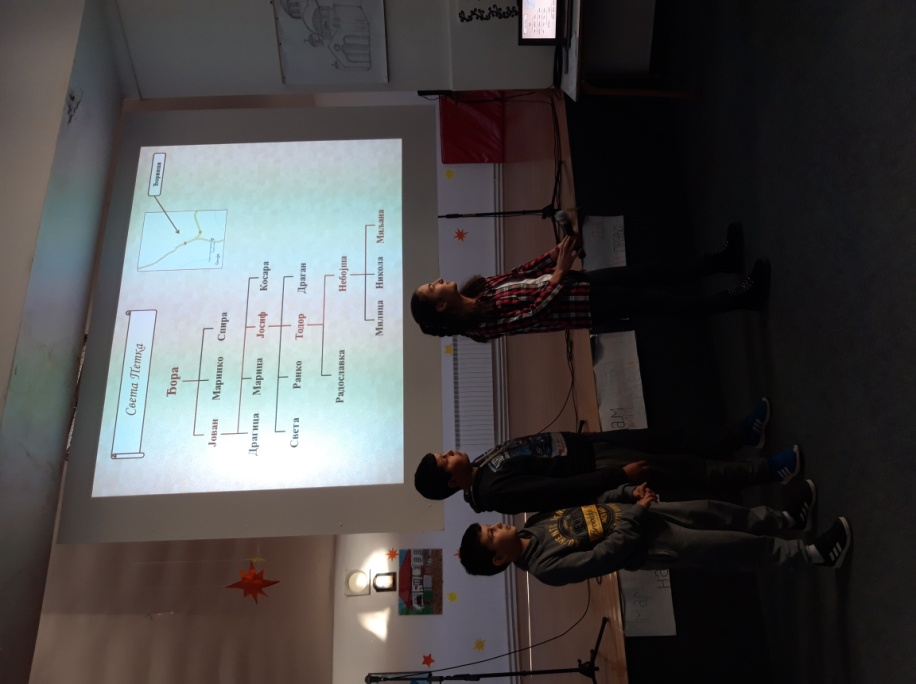 Света Петка
Ђорвиш
Ђора
Јован Маринко Спира
Драгица Марица Јосиф Косара
Света Ранко Тодор Драган
Радославка Небојша
Милица Никола Миљана